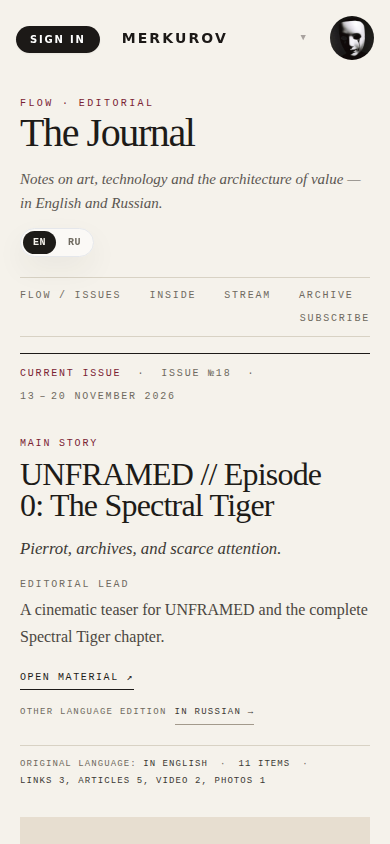 SIGN IN
MERKUROV
▼
FLOW · EDITORIAL
The Journal
Notes on art, technology and the architecture of value —
in English and Russian.
EN RU
FLOW / ISSUES INSIDE STREAM ARCHIVE
SUBSCRIBE
CURRENT ISSUE · ISSUE №18 ·
13 – 20 NOVEMBER 2026
MAIN STORY
UNFRAMED // Episode
0: The Spectral Tiger
Pierrot, archives, and scarce attention.
EDITORIAL LEAD
A cinematic teaser for UNFRAMED and the complete
Spectral Tiger chapter.
OPEN MATERIAL ↗
OTHER LANGUAGE EDITION IN RUSSIAN →
ORIGINAL LANGUAGE: IN ENGLISH · 11 ITEMS ·
LINKS 3, ARTICLES 5, VIDEO 2, PHOTOS 1